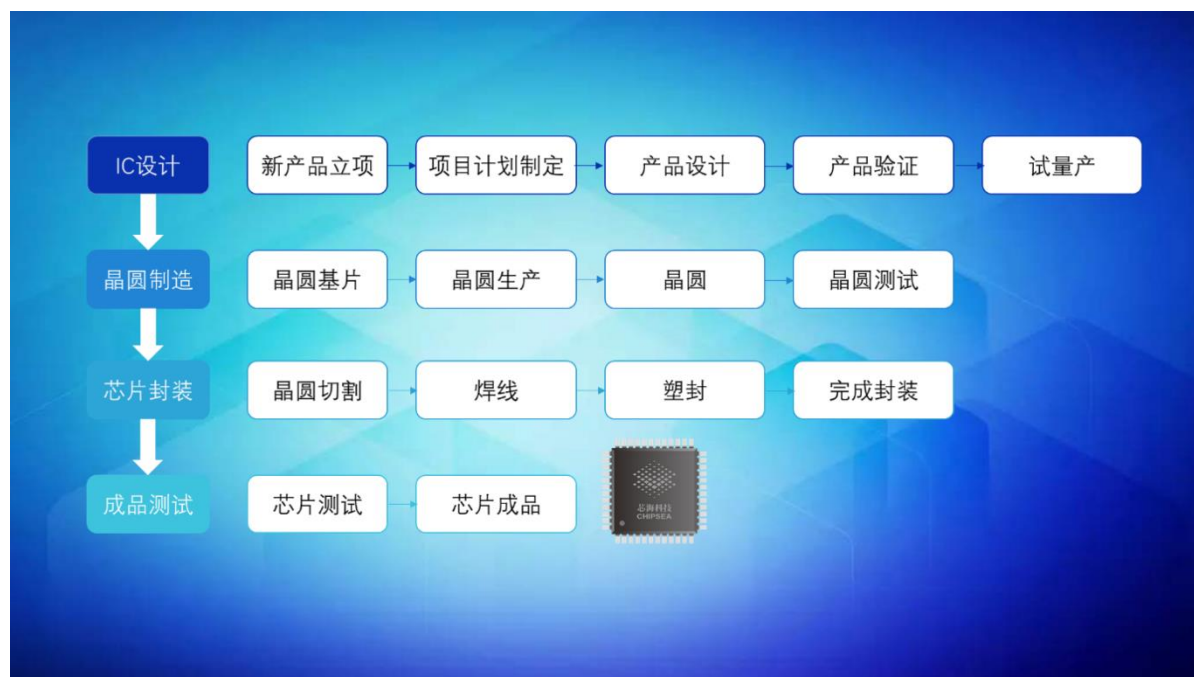 IC设计
新产品立项
项目计划制定
产品设计
产品验证
试量产
晶圆制造
晶圆基片
晶圆生产
晶圆
晶圆测试
芯片封装
晶圆切割
焊线
塑封
完成封装
成品测试
芯片测试
芯片成品
芯海科技
CHIPSEA